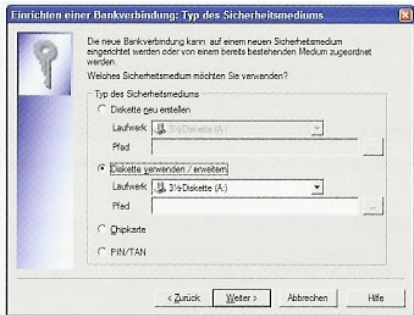 Einrichten einer Bankverbindung: Typ des Sicherheitsmediums
Die neue Bankverbindung kann auf einem neuen Sicherheitsmedium
eingerichtet werden oder von einem bereits bestehenden Medium zugeordnet
werden.
Welches Sicherheitsmedium möchten Sie verwenden?
Typ des Sicherheitsmediums
Diskette neu erstellen
Laufwerk 3½-Diskette (A:)
Pfad
Diskette verwenden / erweitern
Laufwerk 3½-Diskette (A:)
Pfad ...
Chipkarte
PIN/TAN
< Zurück Weiter > Abbrechen Hilfe